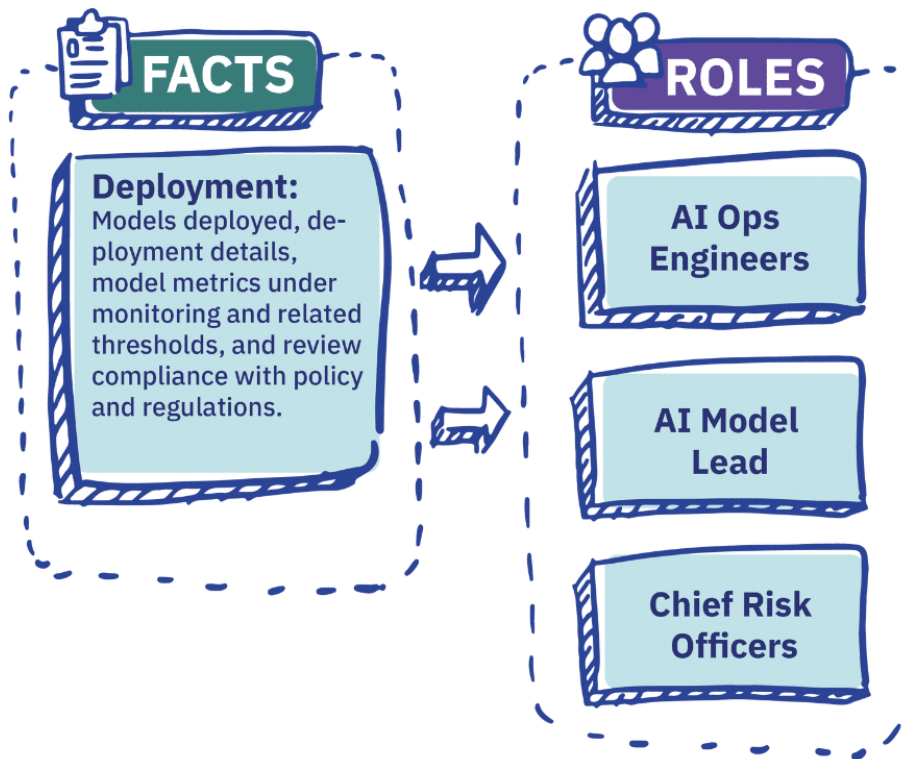 FACTS
Deployment:
Models deployed, de-
ployment details,
model metrics under
monitoring and related
thresholds, and review
compliance with policy
and regulations.
ROLES
AI Ops
Engineers
AI Model
Lead
Chief Risk
Officers